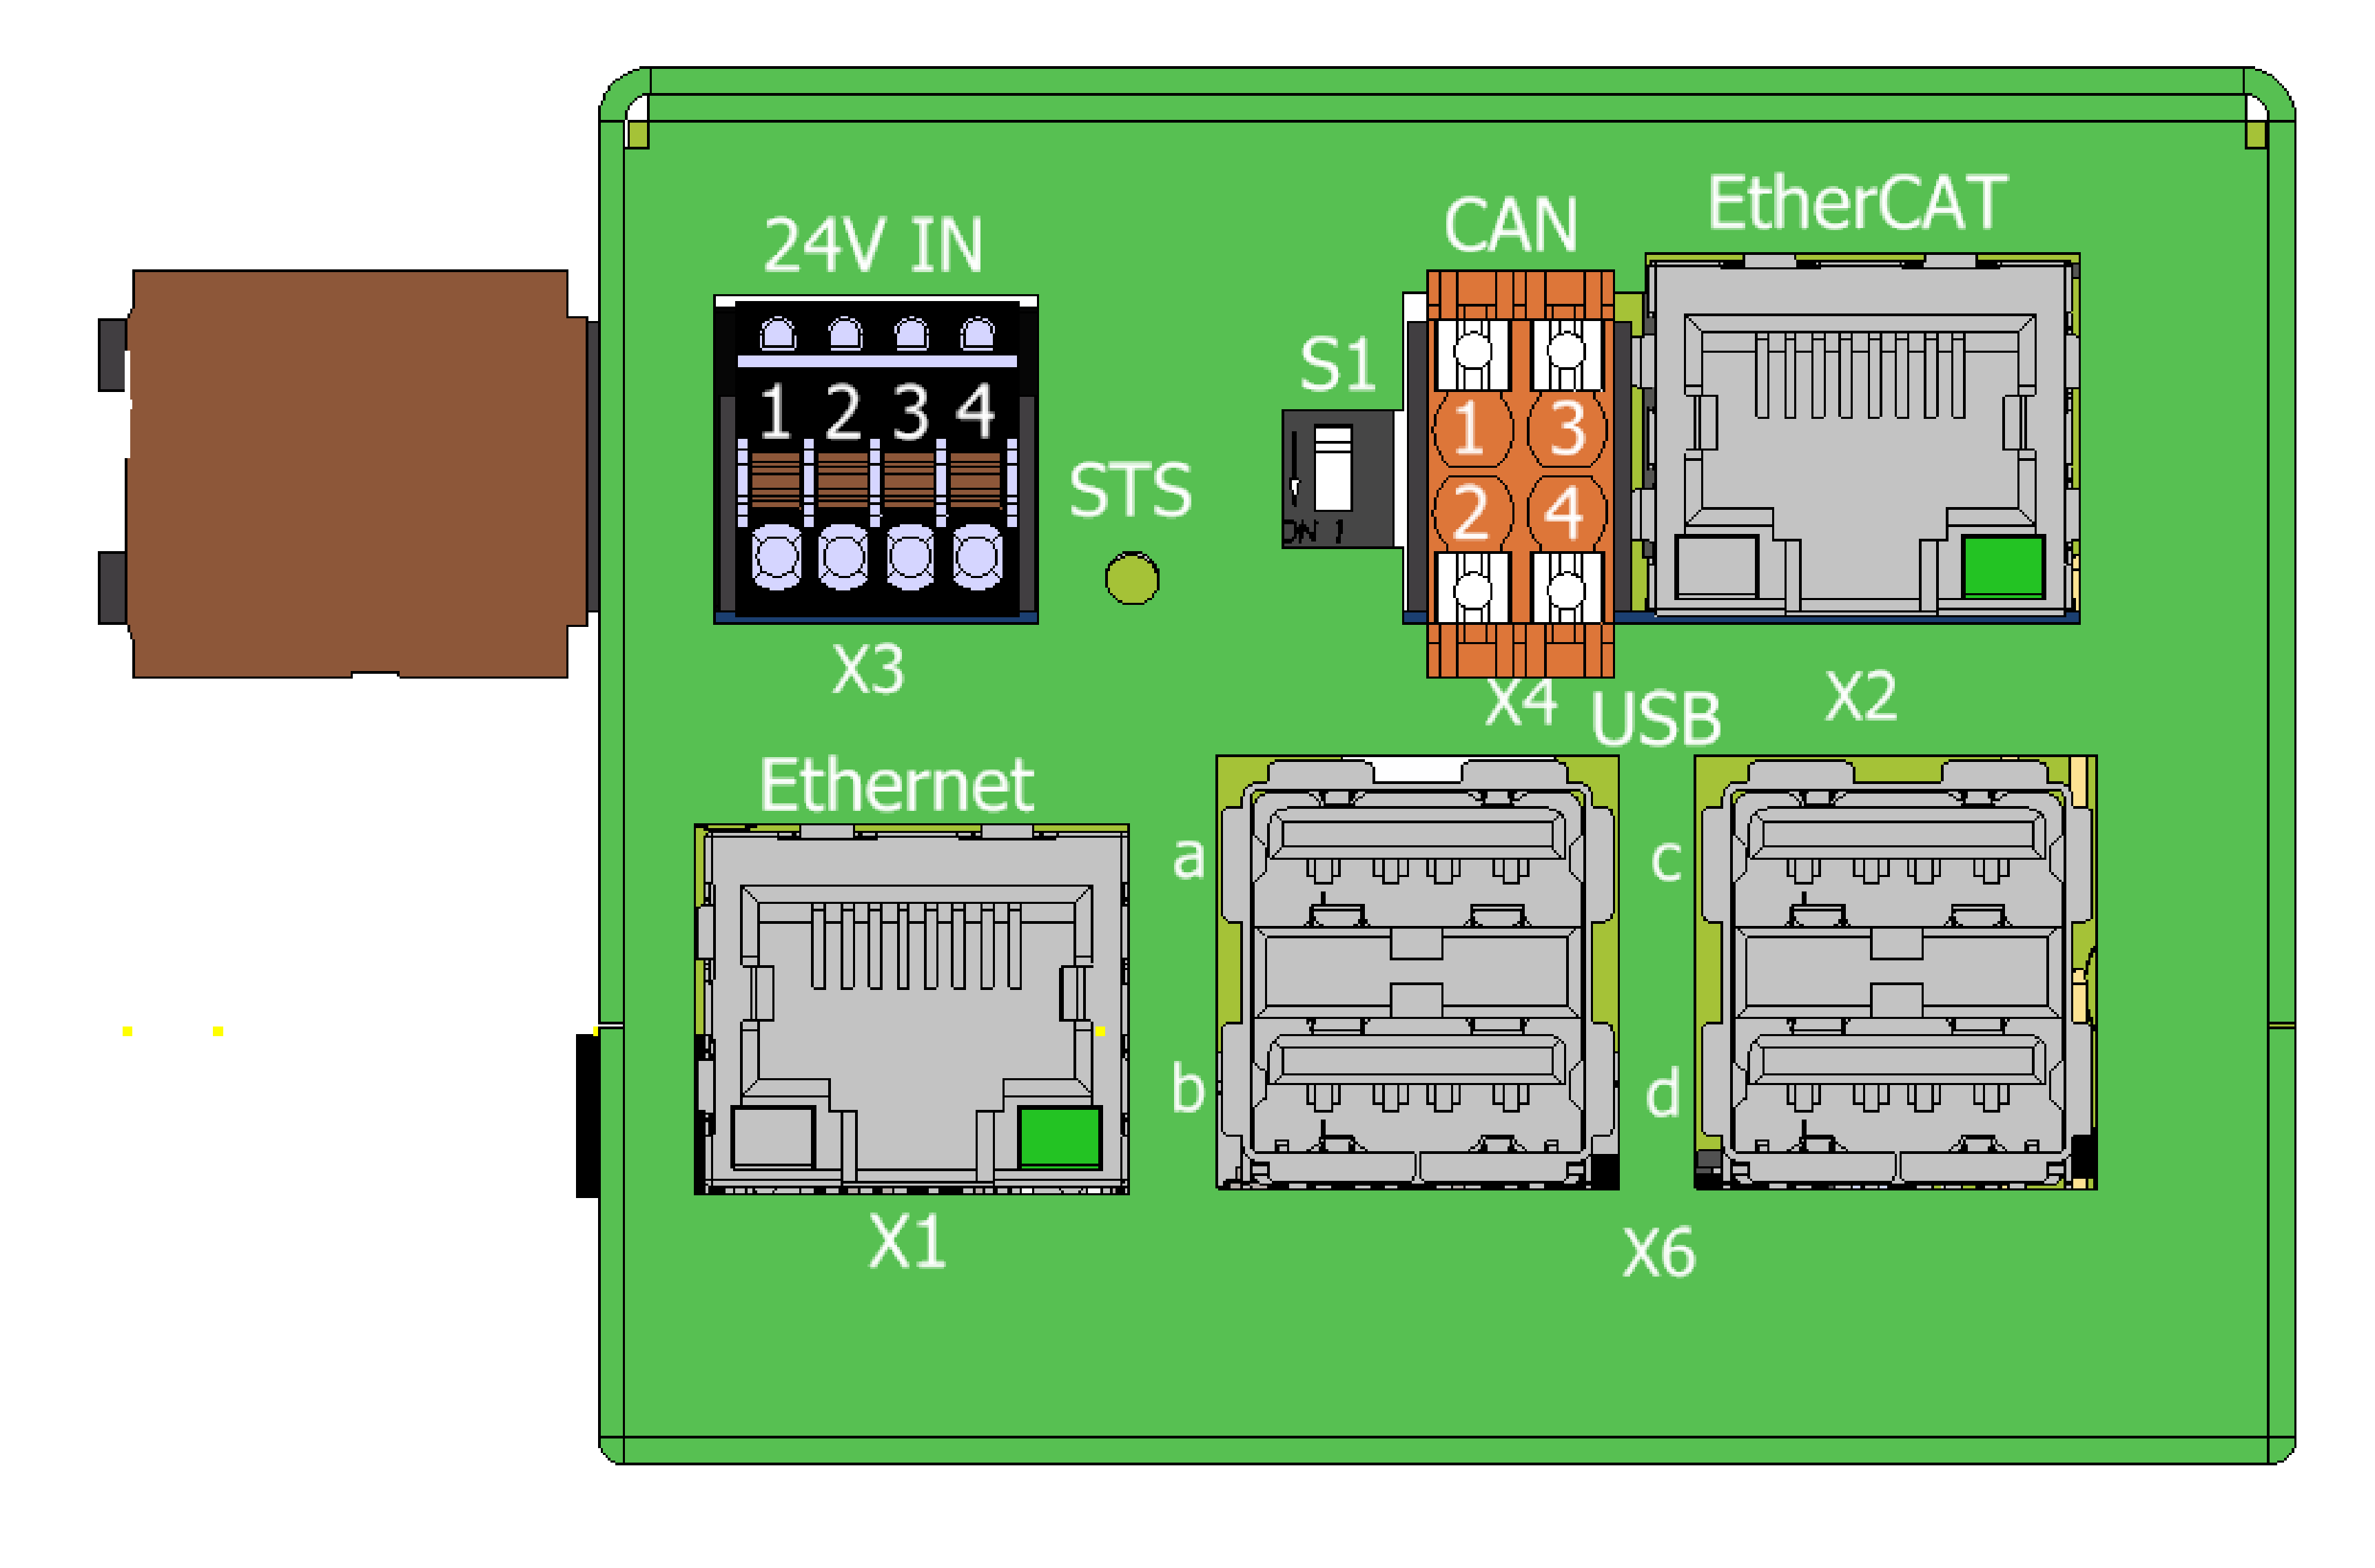 EtherCAT
CAN
24V IN
S1
1 2 3 4
1 3
2 4
STS
ON 1
X3
X4
X2
USB
Ethernet
a
c
b
d
X1
X6